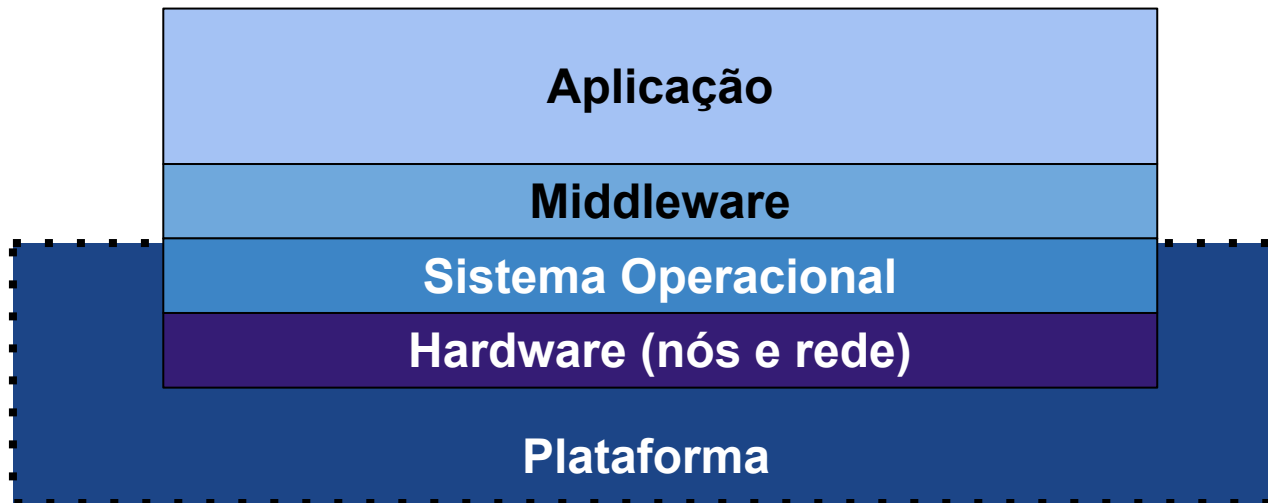 Aplicação
Middleware
Sistema Operacional
Hardware (nós e rede)
Plataforma